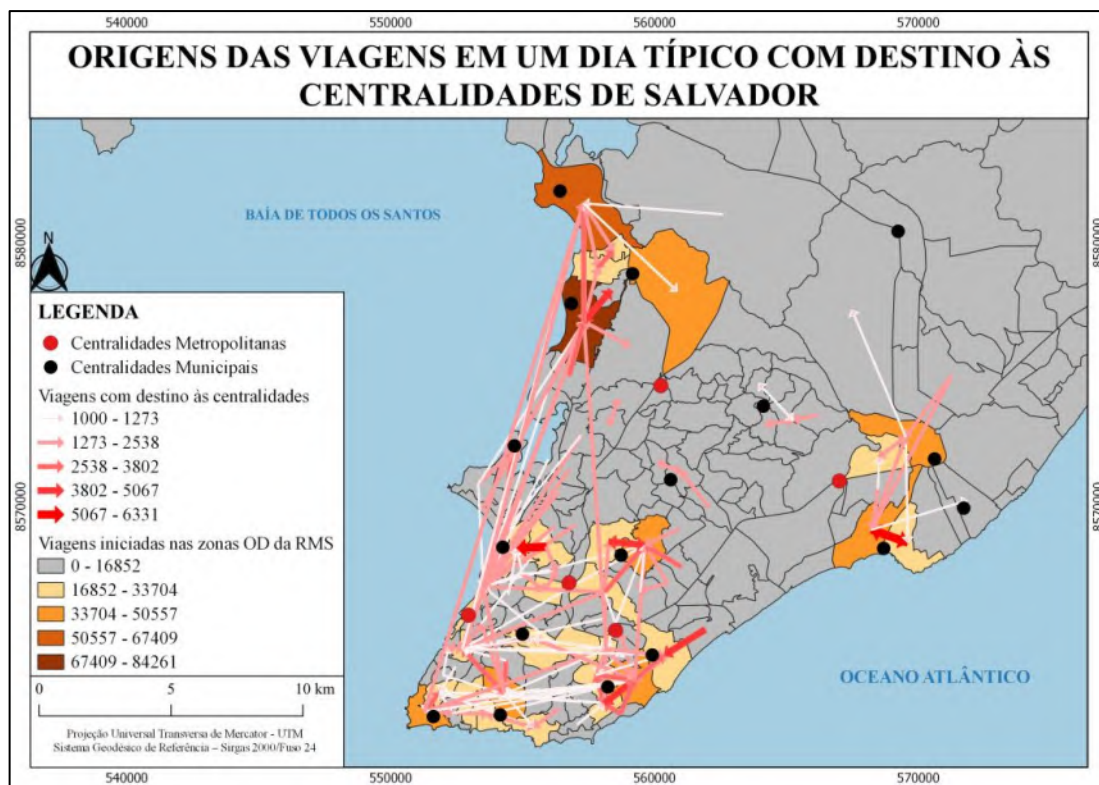 540000 550000 560000 570000
ORIGENS DAS VIAGENS EM UM DIA TÍPICO COM DESTINO ÀS
CENTRALIDADES DE SALVADOR
BAÍA DE TODOS OS SANTOS
8580000
8580000
N
LEGENDA
Centralidades Metropolitanas
Centralidades Municipais
Viagens com destino às centralidades
1000 - 1273
1273 - 2538
2538 - 3802
3802 - 5067
5067 - 6331
Viagens iniciadas nas zonas OD da RMS
0 - 16852
16852 - 33704
33704 - 50557
50557 - 67409
67409 - 84261
8570000
8570000
0 5 10 km
OCEANO ATLÂNTICO
Projeção Universal Transversa de Mercator - UTM
Sistema Geodésico de Referência – Sirgas 2000/Fuso 24
540000 550000 560000 570000